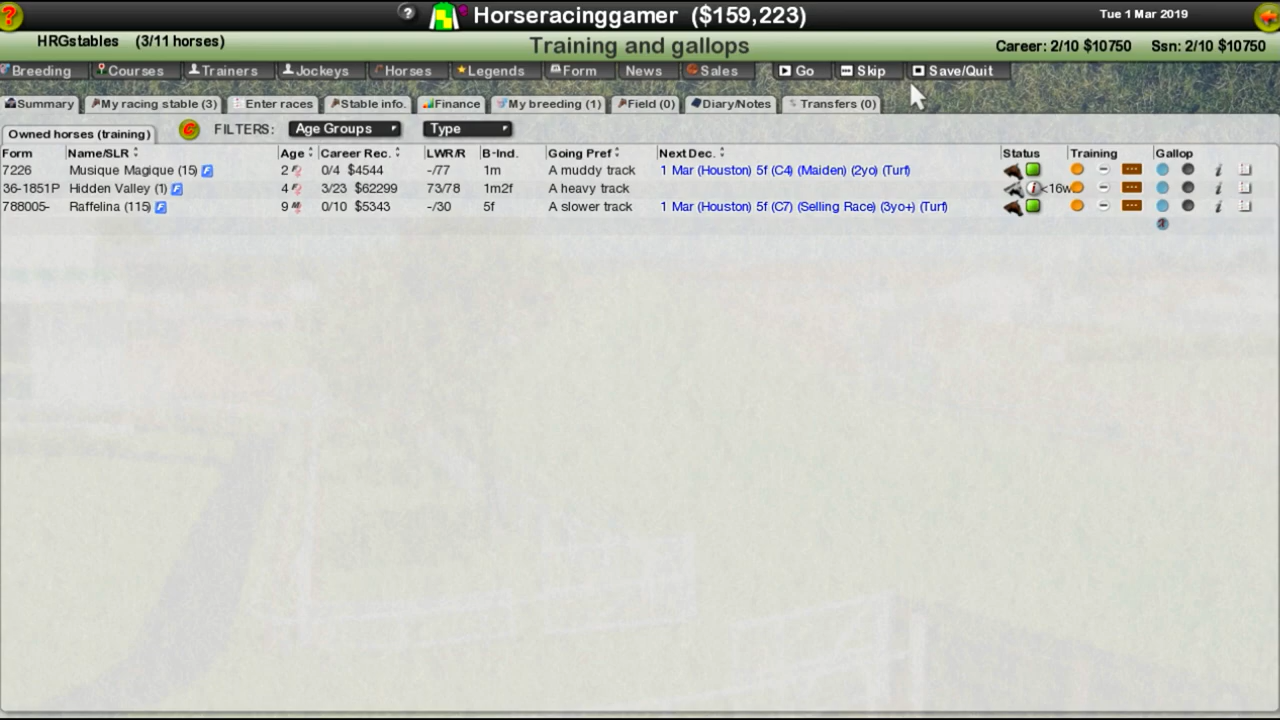 ? ? Horseracinggamer ($159,223) Tue 1 Mar 2019
HRGstables (3/11 horses) Training and gallops Career: 2/10 $10750 Ssn: 2/10 $10750
Breeding Courses Trainers Jockeys Horses Legends Form News Sales Go Skip Save/Quit
Summary My racing stable (3) Enter races Stable info. Finance My breeding (1) Field (0) Diary/Notes Transfers (0)
Owned horses (training) FILTERS: Age Groups Type
Form Name/SLR Age Career Rec. LWR/R B-Ind. Going Pref Next Dec. Status Training Gallop
7226 Musique Magique (15) 2 0/4 $4544 -/77 1m A muddy track 1 Mar (Houston) 5f (C4) (Maiden) (2yo) (Turf)
36-1851P Hidden Valley (1) 4 3/23 $62299 73/78 1m2f A heavy track <16w
788005- Raffelina (115) 9 0/10 $5343 -/30 5f A slower track 1 Mar (Houston) 5f (C7) (Selling Race) (3yo+) (Turf)